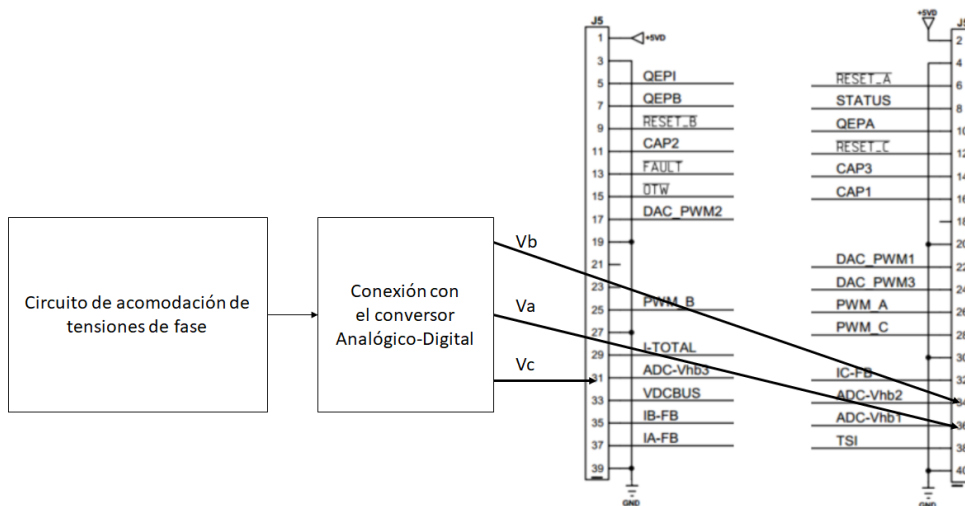 Circuito de acomodación de
tensiones de fase
Conexión con
el conversor
Analógico-Digital
Vb
Va
Vc
J5
1
+5VD
3
5
QEPI
7
QEPB
9
RESET_B
11
CAP2
13
FAULT
15
OTW
17
DAC_PWM2
19
21
23
25
PWM_B
27
29
I-TOTAL
31
ADC-Vhb3
33
VDCBUS
35
IB-FB
37
IA-FB
39
GND
+5VD
J5
2
4
RESET_A
6
STATUS
8
QEPA
10
RESET_C
12
CAP3
14
CAP1
16
18
20
DAC_PWM1
22
DAC_PWM3
24
PWM_A
26
PWM_C
28
30
IC-FB
32
ADC-Vhb2
34
ADC-Vhb1
36
TSI
38
40
GND